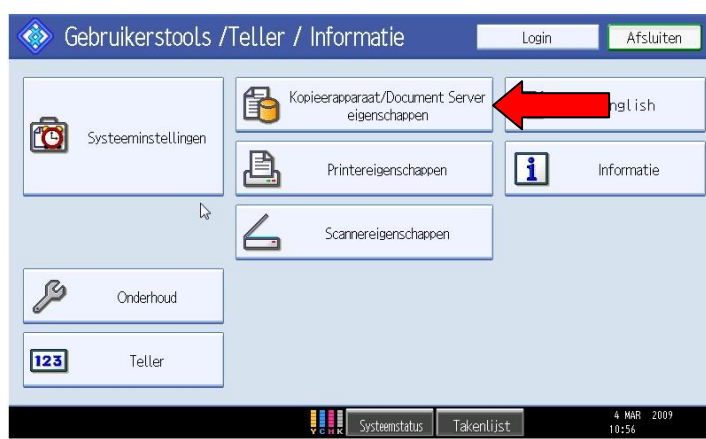 Gebruikerstools /Teller / Informatie
Login
Afsluiten
Systeeminstellingen
Kopieerapparaat/Document Server
eigenschappen
nglish
Printereigenschappen
Informatie
Scannereigenschappen
Onderhoud
123
Teller
Y C M K
Systeemstatus
Takenlijst
4 MAR 2009
10:56